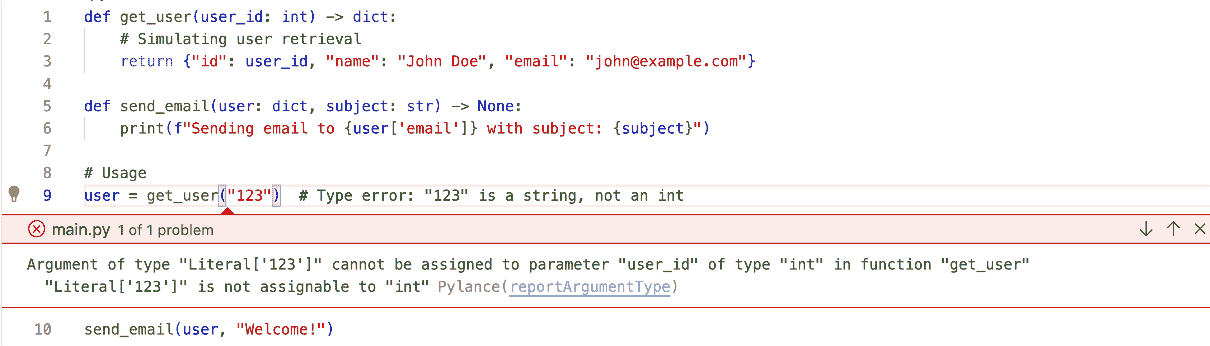 1 def get_user(user_id: int) -> dict:
2 # Simulating user retrieval
3 return {"id": user_id, "name": "John Doe", "email": "john@example.com"}
4
5 def send_email(user: dict, subject: str) -> None:
6 print(f"Sending email to {user['email']} with subject: {subject}")
7
8 # Usage
9 user = get_user("123") # Type error: "123" is a string, not an int
main.py 1 of 1 problem
Argument of type "Literal['123']" cannot be assigned to parameter "user_id" of type "int" in function "get_user"
"Literal['123']" is not assignable to "int" Pylance(reportArgumentType)
10 send_email(user, "Welcome!")